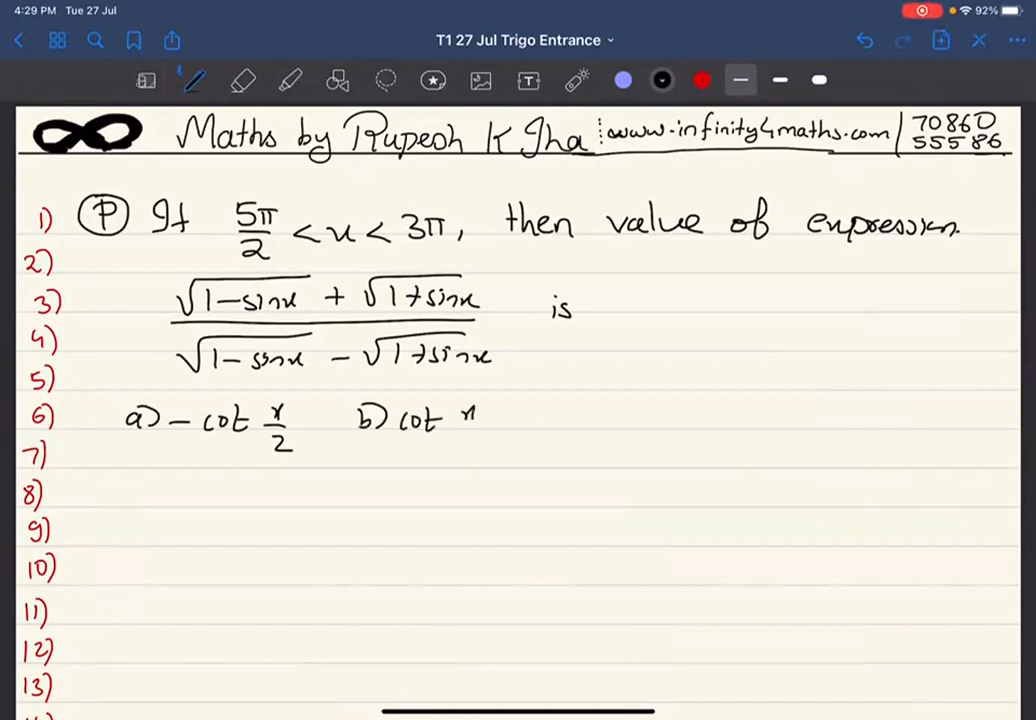 4:29 PM Tue 27 Jul 92%
T1 27 Jul Trigo Entrance
Maths by Rupesh K Jha www.infinity4maths.com / 70860 55586
1) (P) If 5π/2 < x < 3π, then value of expression.
2)
3) √1-sinx + √1+sinx is
4) √1-sinx - √1+sinx
5)
6) a) - cot x/2 b) cot x
7)
8)
9)
10)
11)
12)
13)